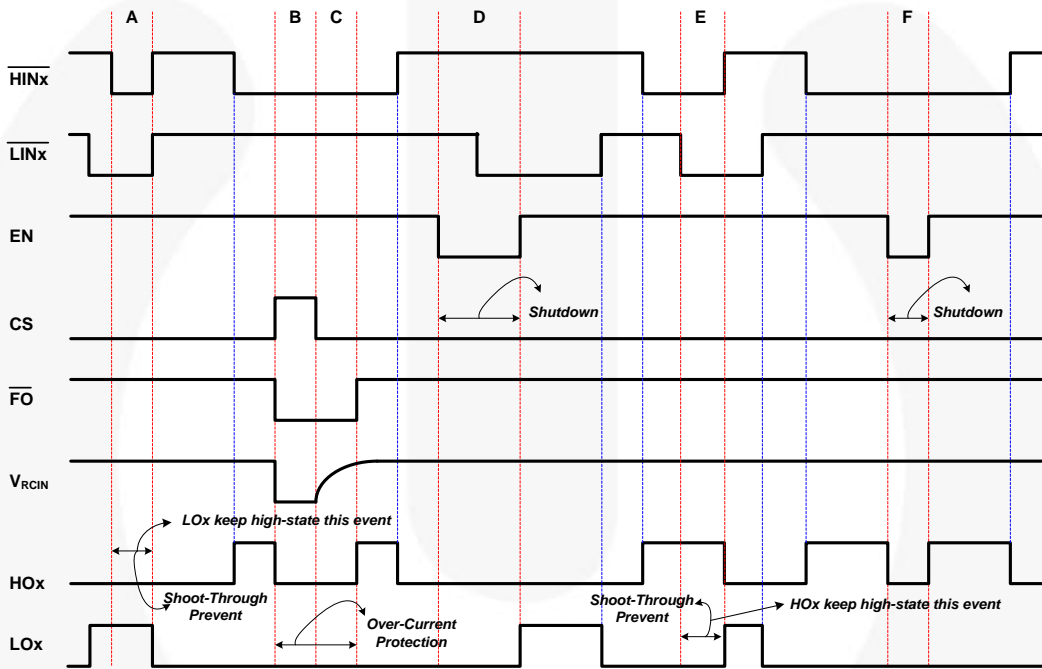 A B C D E F
HINx
LINx
EN
Shutdown Shutdown
CS
FO
VRCIN
LOx keep high-state this event
HOx
Shoot-Through
Prevent
Shoot-Through
Prevent
HOx keep high-state this event
Over-Current
Protection
LOx